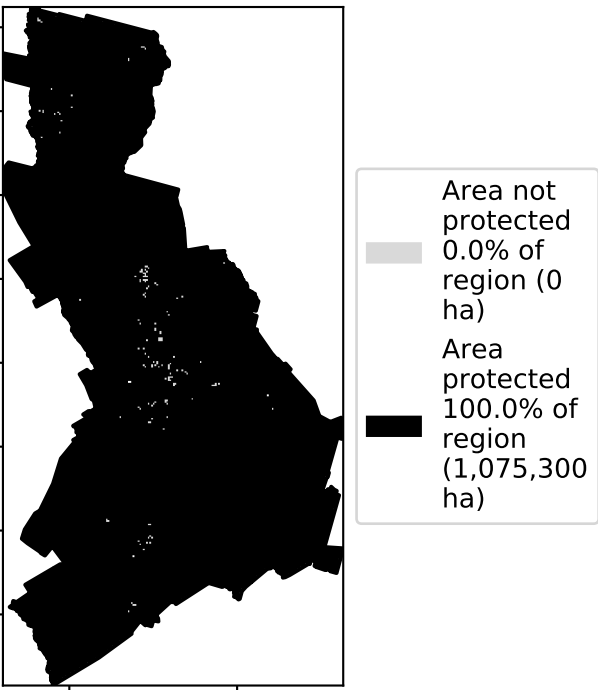 Area not
protected
0.0% of
region (0
ha)
Area
protected
100.0% of
region
(1,075,300
ha)